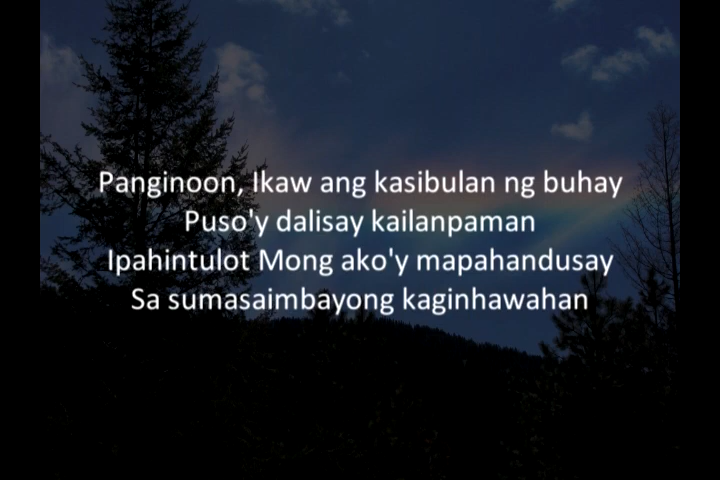 Panginoon, Ikaw ang kasibulan ng buhay
Puso'y dalisay kailanpaman
Ipahintulot Mong ako'y mapahandusay
Sa sumasaimbayong kaginhawahan